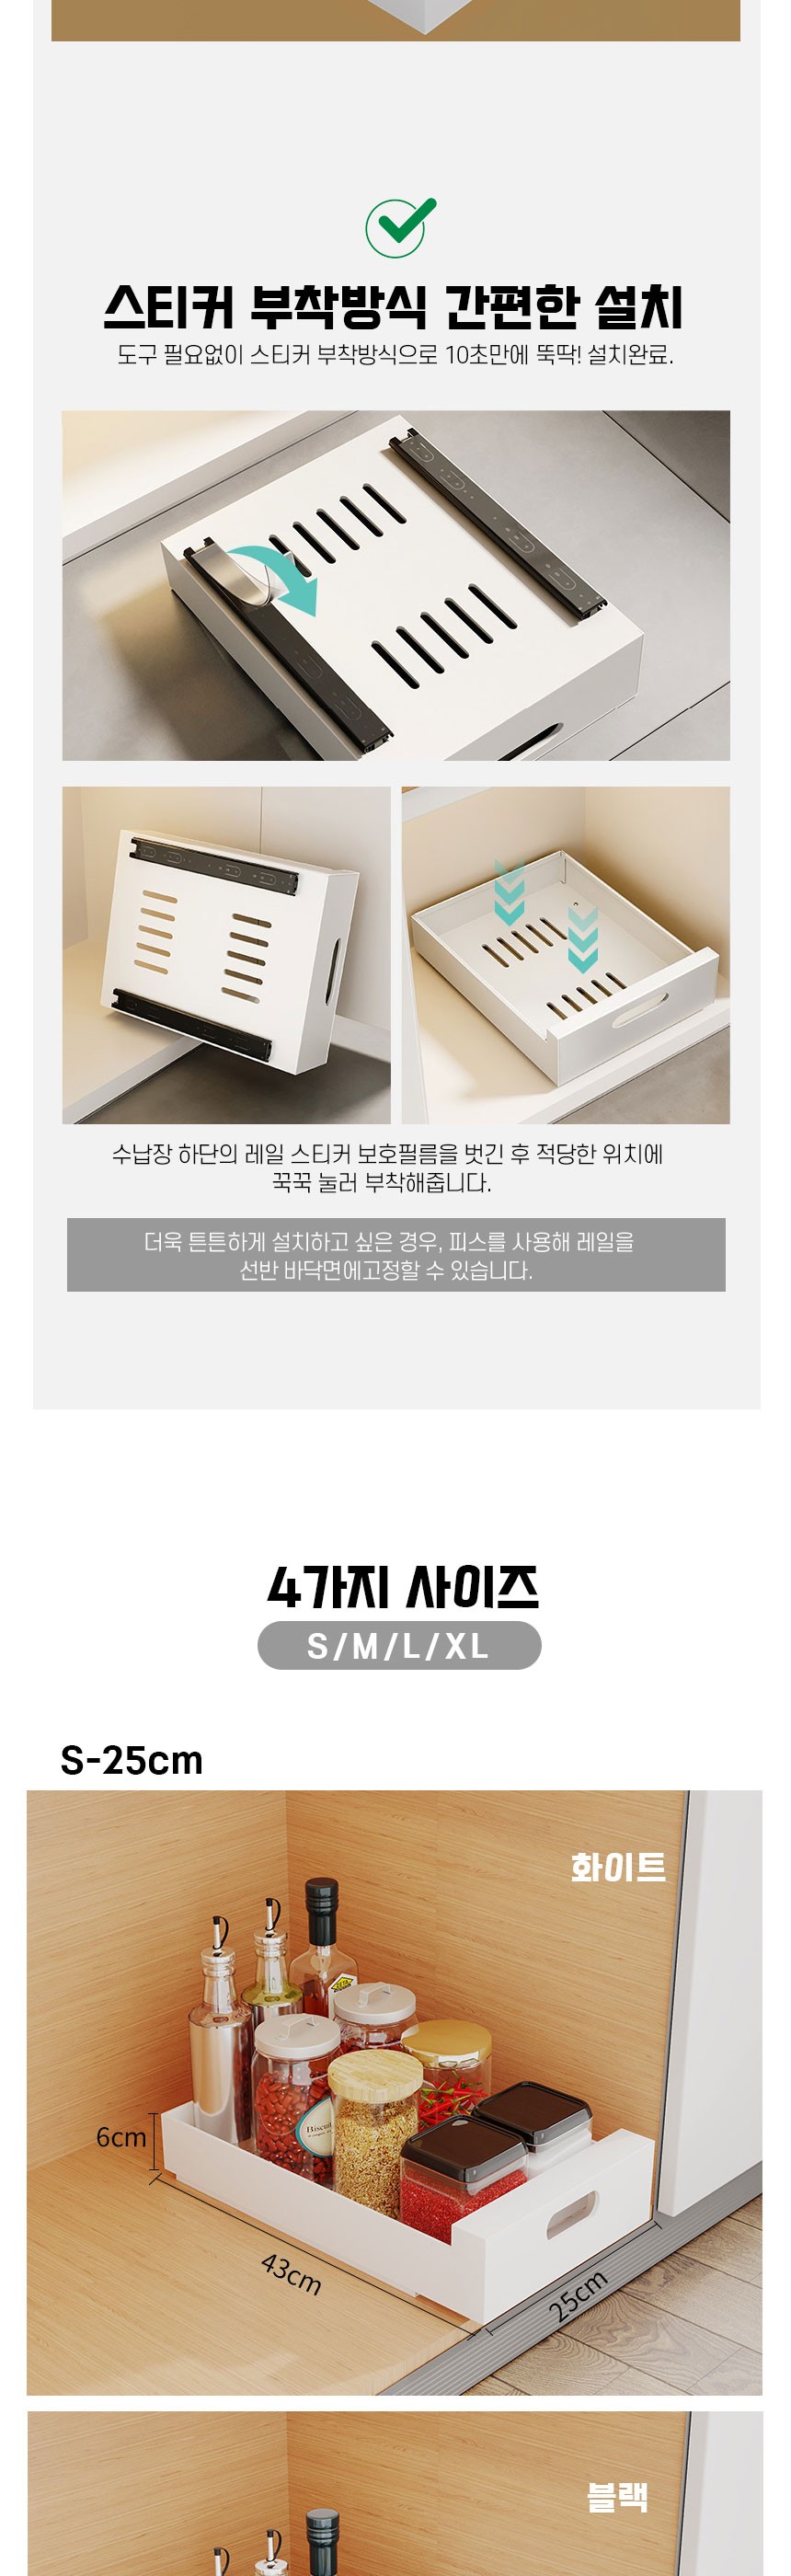 스티커 부착방식 간편한 설치
도구 필요없이 스티커 부착방식으로 10초만에 뚝딱! 설치완료.
수납장 하단의 레일 스티커 보호필름을 벗긴 후 적당한 위치에
꾹꾹 눌러 부착해줍니다.
더욱 튼튼하게 설치하고 싶은 경우, 피스를 사용해 레일을
선반 바닥면에고정할 수 있습니다.
4가지 사이즈
S/M/L/XL
S-25cm
화이트
Biscuit
6cm
43cm
25cm
블랙